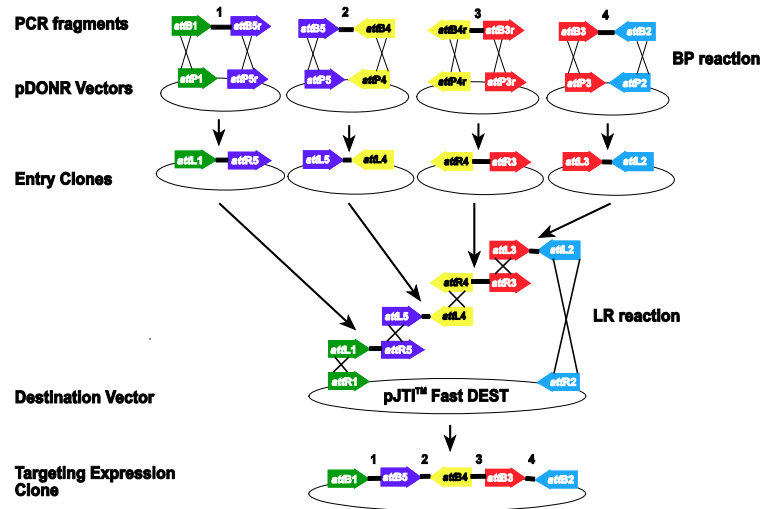 PCR fragments
1 2 3 4
attB1 attB5r attB5 attB4 attB4r attB3r attB3 attB2
BP reaction
attP1 attP5r attP5 attP4 attP4r attP3r attP3 attP2
pDONR Vectors
attL1 attR5 attL5 attL4 attR4 attR3 attL3 attL2
Entry Clones
attL3 attL2
attR4 attR3
attL5 attL4
LR reaction
attL1 attR5
attR1 attR2
Destination Vector
pJTI™ Fast DEST
1 2 3 4
Targeting Expression
Clone
attB1 attB5 attB4 attB3 attB2